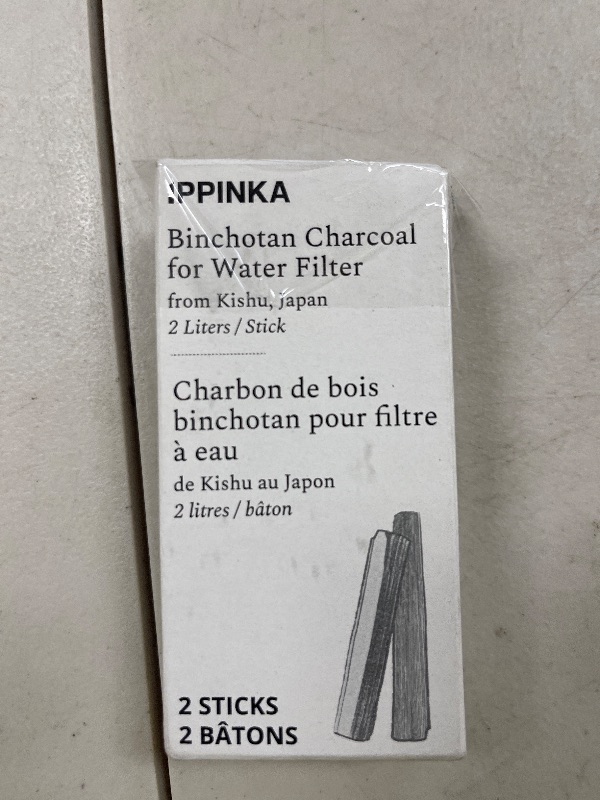 IPPINKA
Binchotan Charcoal
for Water Filter
from Kishu, Japan
2 Liters / Stick
Charbon de bois
binchotan pour filtre
à eau
de Kishu au Japon
2 litres / bâton
2 STICKS
2 BÂTONS